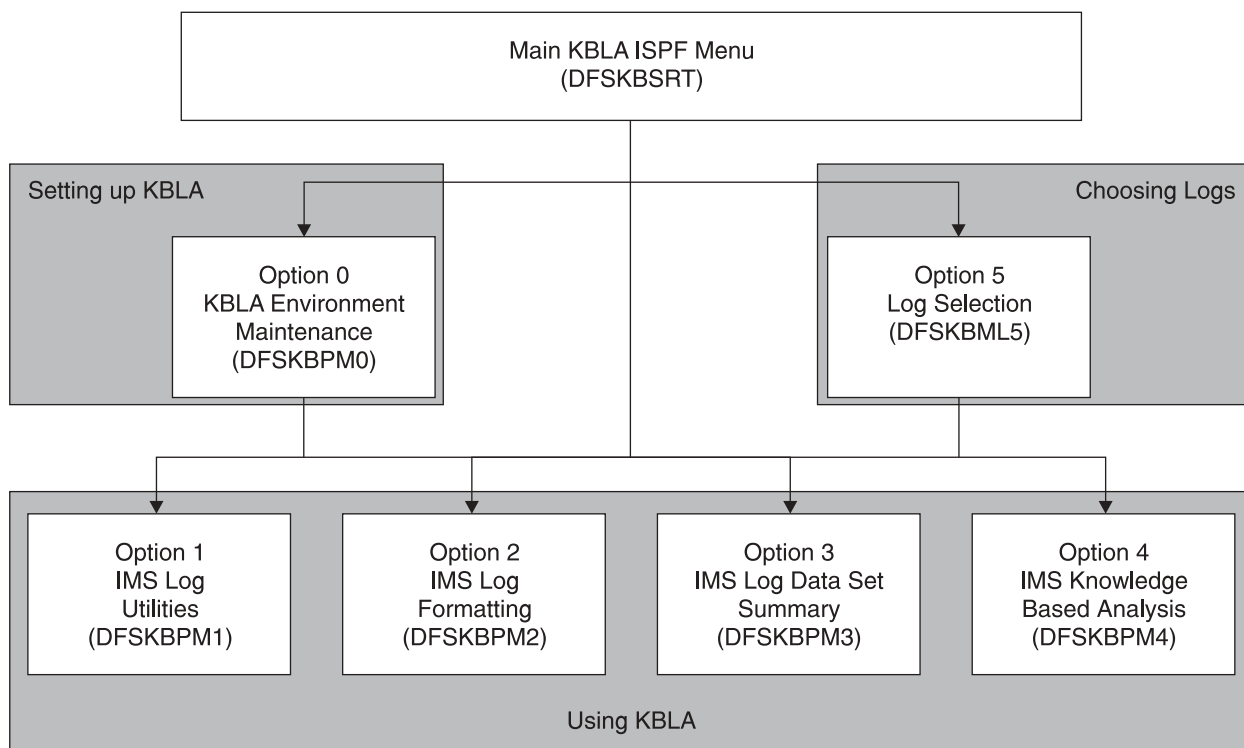 Main KBLA ISPF Menu
(DFSKBSRT)
Setting up KBLA
Choosing Logs
Option 0
KBLA Environment
Maintenance
(DFSKBPM0)
Option 5
Log Selection
(DFSKBML5)
Option 1
IMS Log
Utilities
(DFSKBPM1)
Option 2
IMS Log
Formatting
(DFSKBPM2)
Option 3
IMS Log Data Set
Summary
(DFSKBPM3)
Option 4
IMS Knowledge
Based Analysis
(DFSKBPM4)
Using KBLA